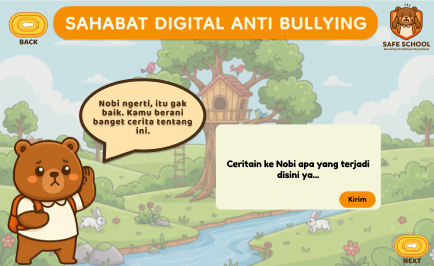 SAHABAT DIGITAL ANTI BULLYING
BACK
SAFE SCHOOL
Nobi ngerti, itu gak
baik. Kamu berani
banget cerita tentang
ini.
Ceritain ke Nobi apa yang terjadi
disini ya...
Kirim
NEXT